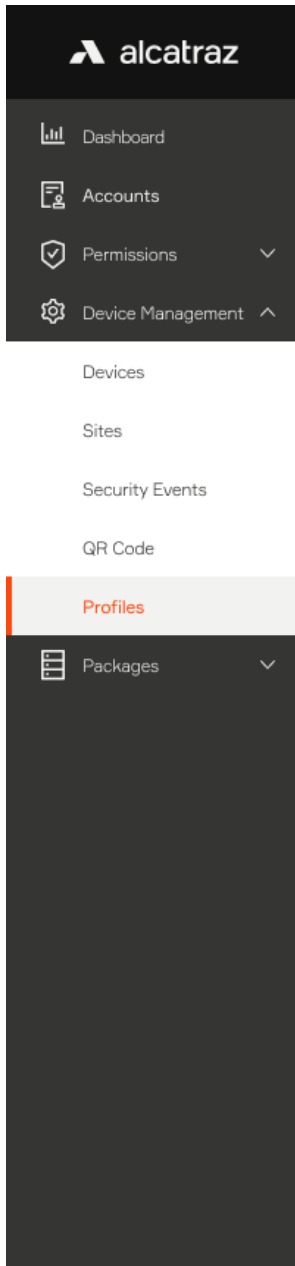 alcatraz
Dashboard
Accounts
Permissions
Device Management
Devices
Sites
Security Events
QR Code
Profiles
Packages